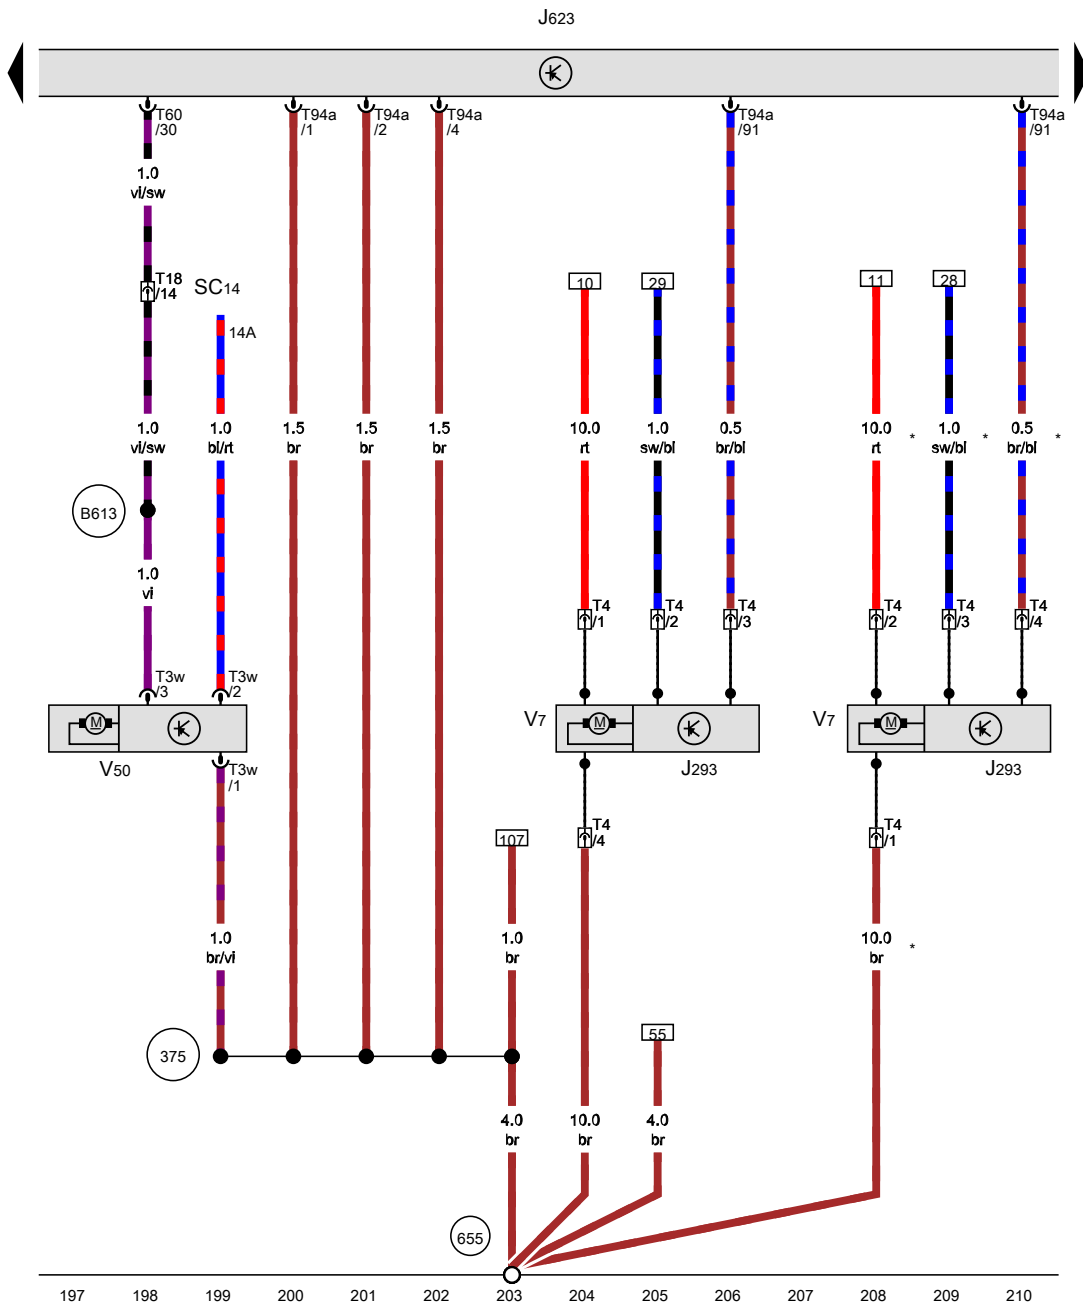 J623
T60
/30
T94a
/1
T94a
/2
T94a
/4
T94a
/91
T94a
/91
1.0
vi/sw
T18
/14
SC14
14A
10
29
11
28
1.0
vi/sw
1.0
bl/rt
1.5
br
1.5
br
1.5
br
10.0
rt
1.0
sw/bl
0.5
br/bl
10.0
rt
*
1.0
sw/bl
*
0.5
br/bl
*
B613
1.0
vi
T4
/1
T4
/2
T4
/3
T4
/2
T4
/3
T4
/4
T3w
/3
T3w
/2
M
V7
M
V7
M
V50
T3w
/1
J293
J293
107
T4
/4
T4
/1
1.0
br/vi
1.0
br
10.0
br
*
375
55
4.0
br
10.0
br
4.0
br
655
197 198 199 200 201 202 203 204 205 206 207 208 209 210